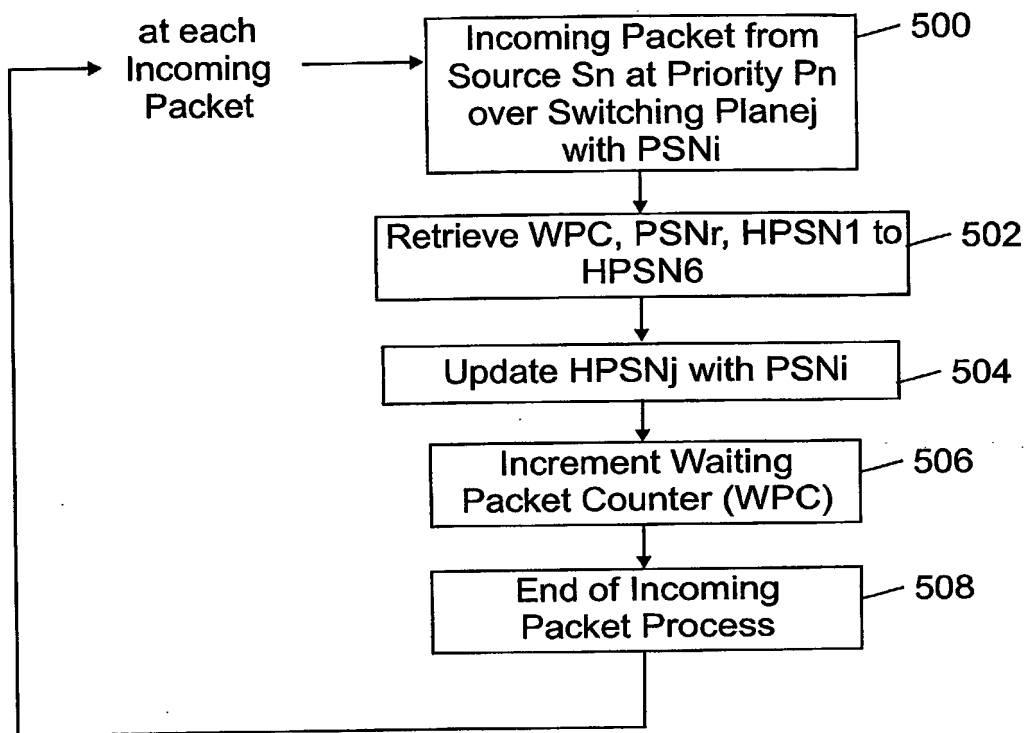 at each
Incoming
Packet
Incoming Packet from
Source Sn at Priority Pn
over Switching Planej
with PSNi
500
Retrieve WPC, PSNr, HPSN1 to
HPSN6
502
Update HPSNj with PSNi
504
Increment Waiting
Packet Counter (WPC)
506
End of Incoming
Packet Process
508